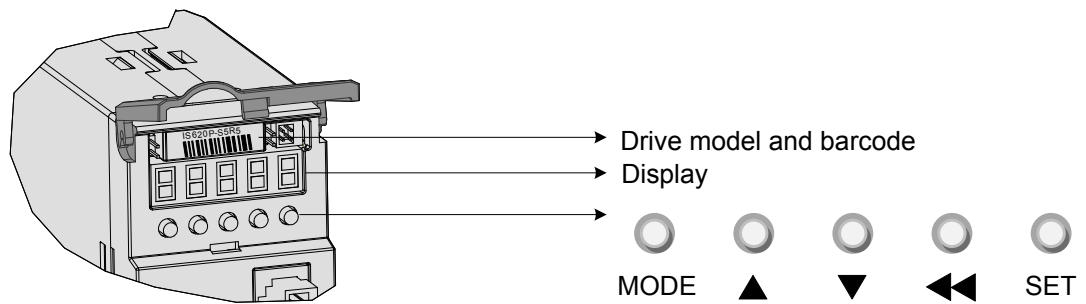 IS620P-S5R5
Drive model and barcode
Display
MODE ▲ ▼ ◀◀ SET